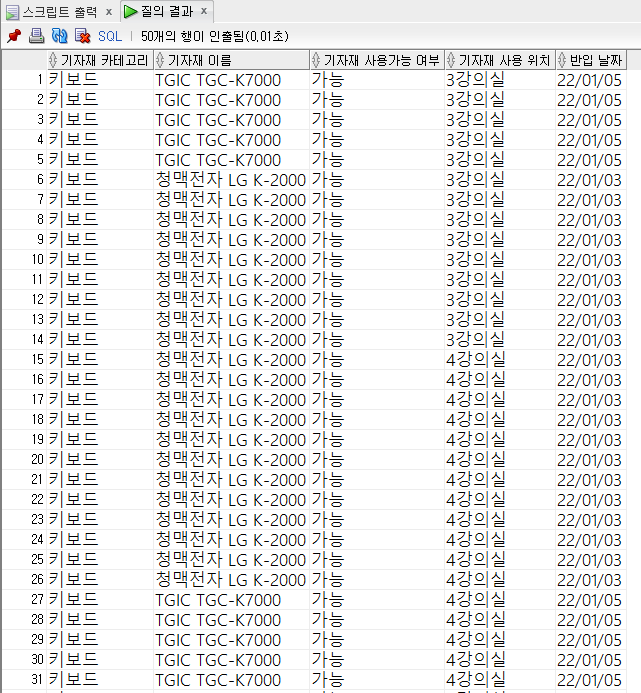 스크립트 출력 x 질의 결과 x
SQL | 50개의 행이 인출됨(0,01초)
기자재 카테고리 기자재 이름 기자재 사용가능 여부 기자재 사용 위치 반입 날짜
1 키보드 TGIC TGC-K7000 가능 3강의실 22/01/05
2 키보드 TGIC TGC-K7000 가능 3강의실 22/01/05
3 키보드 TGIC TGC-K7000 가능 3강의실 22/01/05
4 키보드 TGIC TGC-K7000 가능 3강의실 22/01/05
5 키보드 TGIC TGC-K7000 가능 3강의실 22/01/05
6 키보드 청맥전자 LG K-2000 가능 3강의실 22/01/03
7 키보드 청맥전자 LG K-2000 가능 3강의실 22/01/03
8 키보드 청맥전자 LG K-2000 가능 3강의실 22/01/03
9 키보드 청맥전자 LG K-2000 가능 3강의실 22/01/03
10 키보드 청맥전자 LG K-2000 가능 3강의실 22/01/03
11 키보드 청맥전자 LG K-2000 가능 3강의실 22/01/03
12 키보드 청맥전자 LG K-2000 가능 3강의실 22/01/03
13 키보드 청맥전자 LG K-2000 가능 3강의실 22/01/03
14 키보드 청맥전자 LG K-2000 가능 3강의실 22/01/03
15 키보드 청맥전자 LG K-2000 가능 4강의실 22/01/03
16 키보드 청맥전자 LG K-2000 가능 4강의실 22/01/03
17 키보드 청맥전자 LG K-2000 가능 4강의실 22/01/03
18 키보드 청맥전자 LG K-2000 가능 4강의실 22/01/03
19 키보드 청맥전자 LG K-2000 가능 4강의실 22/01/03
20 키보드 청맥전자 LG K-2000 가능 4강의실 22/01/03
21 키보드 청맥전자 LG K-2000 가능 4강의실 22/01/03
22 키보드 청맥전자 LG K-2000 가능 4강의실 22/01/03
23 키보드 청맥전자 LG K-2000 가능 4강의실 22/01/03
24 키보드 청맥전자 LG K-2000 가능 4강의실 22/01/03
25 키보드 청맥전자 LG K-2000 가능 4강의실 22/01/03
26 키보드 청맥전자 LG K-2000 가능 4강의실 22/01/03
27 키보드 TGIC TGC-K7000 가능 4강의실 22/01/05
28 키보드 TGIC TGC-K7000 가능 4강의실 22/01/05
29 키보드 TGIC TGC-K7000 가능 4강의실 22/01/05
30 키보드 TGIC TGC-K7000 가능 4강의실 22/01/05
31 키보드 TGIC TGC-K7000 가능 4강의실 22/01/05